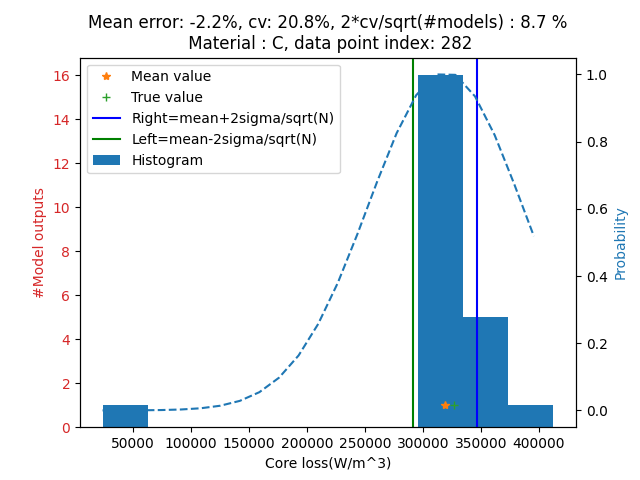 Mean error: -2.2%, cv: 20.8%, 2*cv/sqrt(#models) : 8.7 %
Material : C, data point index: 282
Mean value
True value
Right=mean+2sigma/sqrt(N)
Left=mean-2sigma/sqrt(N)
Histogram
#Model outputs
16
14
12
10
8
6
4
2
0
1.0
0.8
0.6
0.4
0.2
0.0
Probability
50000 100000 150000 200000 250000 300000 350000 400000
Core loss(W/m^3)